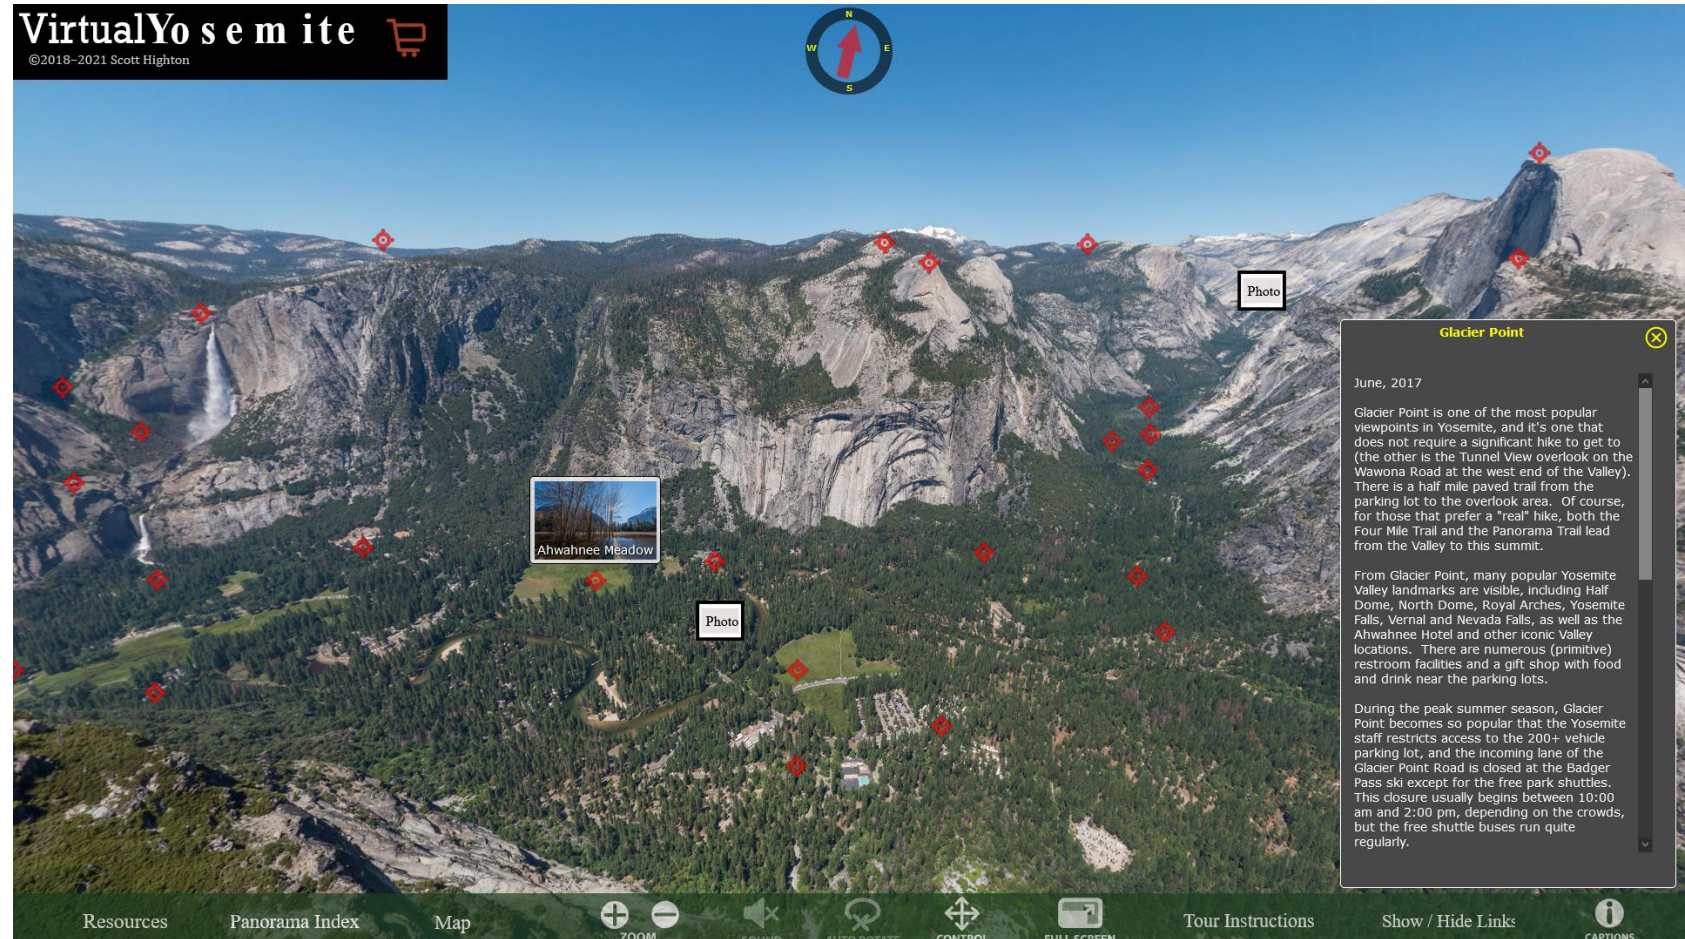 VirtualYosemite
©2018–2021 Scott Highton
N
W
E
S
Photo
Glacier Point
June, 2017
Glacier Point is one of the most popular
viewpoints in Yosemite, and it's one that
does not require a significant hike to get to
(the other is the Tunnel View overlook on the
Wawona Road at the west end of the Valley).
There is a half mile paved trail from the
parking lot to the overlook area.  Of course,
for those that prefer a "real" hike, both the
Four Mile Trail and the Panorama Trail lead
from the Valley to this summit.
From Glacier Point, many popular Yosemite
Valley landmarks are visible, including Half
Dome, North Dome, Royal Arches, Yosemite
Falls, Vernal and Nevada Falls, as well as the
Ahwahnee Hotel and other iconic Valley
locations.  There are numerous (primitive)
restroom facilities and a gift shop with food
and drink near the parking lots.
During the peak summer season, Glacier
Point becomes so popular that the Yosemite
staff restricts access to the 200+ vehicle
parking lot, and the incoming lane of the
Glacier Point Road is closed at the Badger
Pass ski except for the free park shuttles.
This closure usually begins between 10:00
am and 2:00 pm, depending on the crowds,
but the free shuttle buses run quite
regularly.
Ahwahnee Meadow
Photo
Resources
Panorama Index
Map
ZOOM
SOUND
AUTO ROTATE
CONTROL
FULL SCREEN
Tour Instructions
Show / Hide Links
CAPTIONS